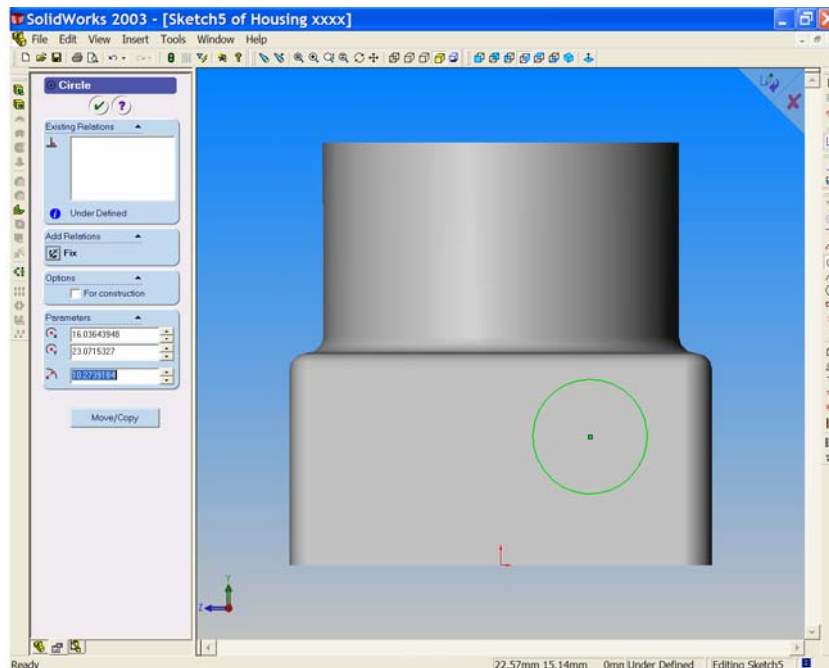 SolidWorks 2003 - [Sketch5 of Housing xxxx]
File Edit View Insert Tools Window Help
Circle
Existing Relations
Under Defined
Add Relations
Fix
Options
For construction
Parameters
16.03643948
23.0715327
10.2739184
Move/Copy
Y
Z
Ready 22.57mm 15.14mm 0mn Under Defined Editing Sketch5